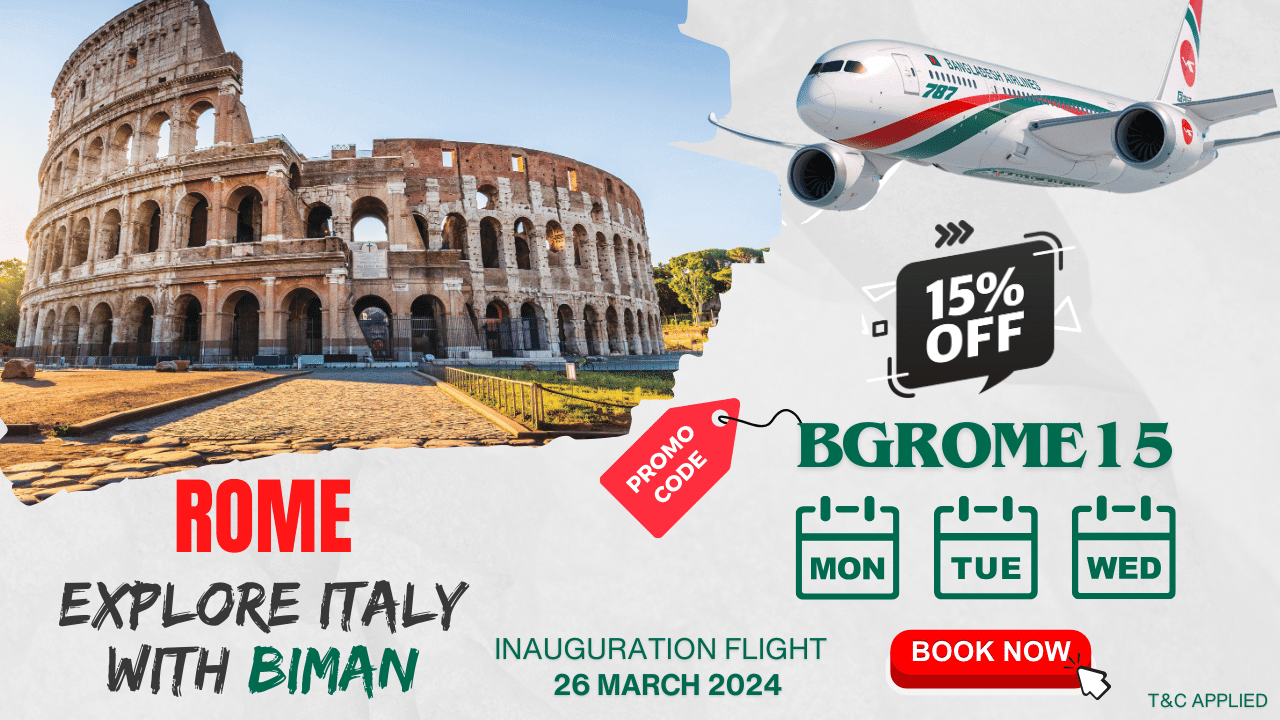 BANGLADESH AIRLINES
787
15%
OFF
PROMO
CODE
BGROME15
MON TUE WED
ROME
EXPLORE ITALY
WITH BIMAN
INAUGURATION FLIGHT
26 MARCH 2024
BOOK NOW
T&C APPLIED